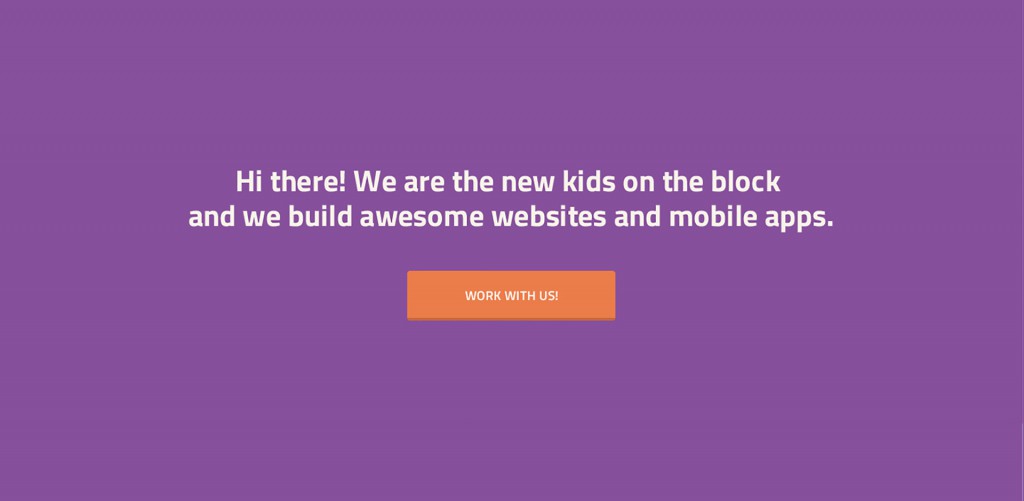 Hi there! We are the new kids on the block
and we build awesome websites and mobile apps.
WORK WITH US!